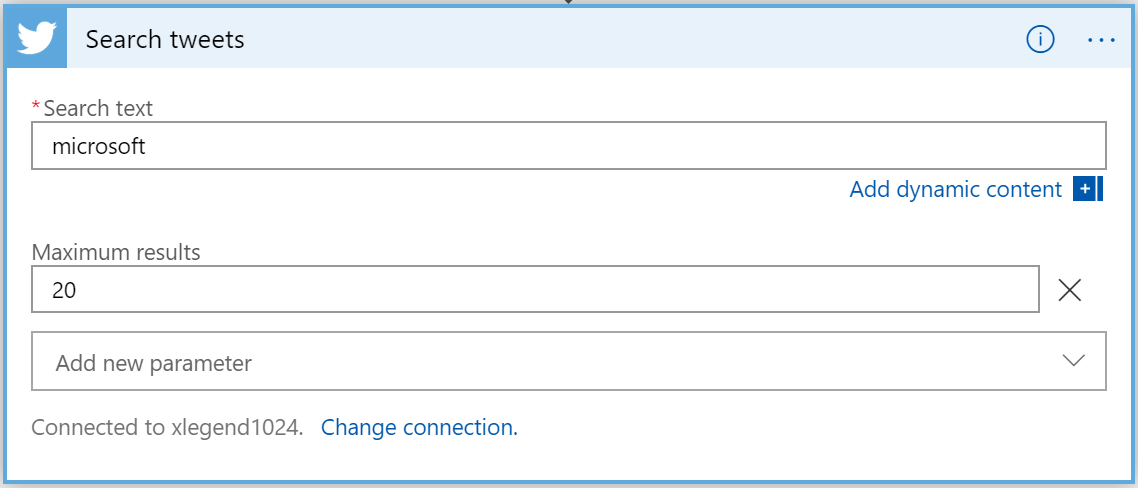 Search tweets
* Search text
microsoft
Add dynamic content
Maximum results
20
Add new parameter
Connected to xlegend1024. Change connection.